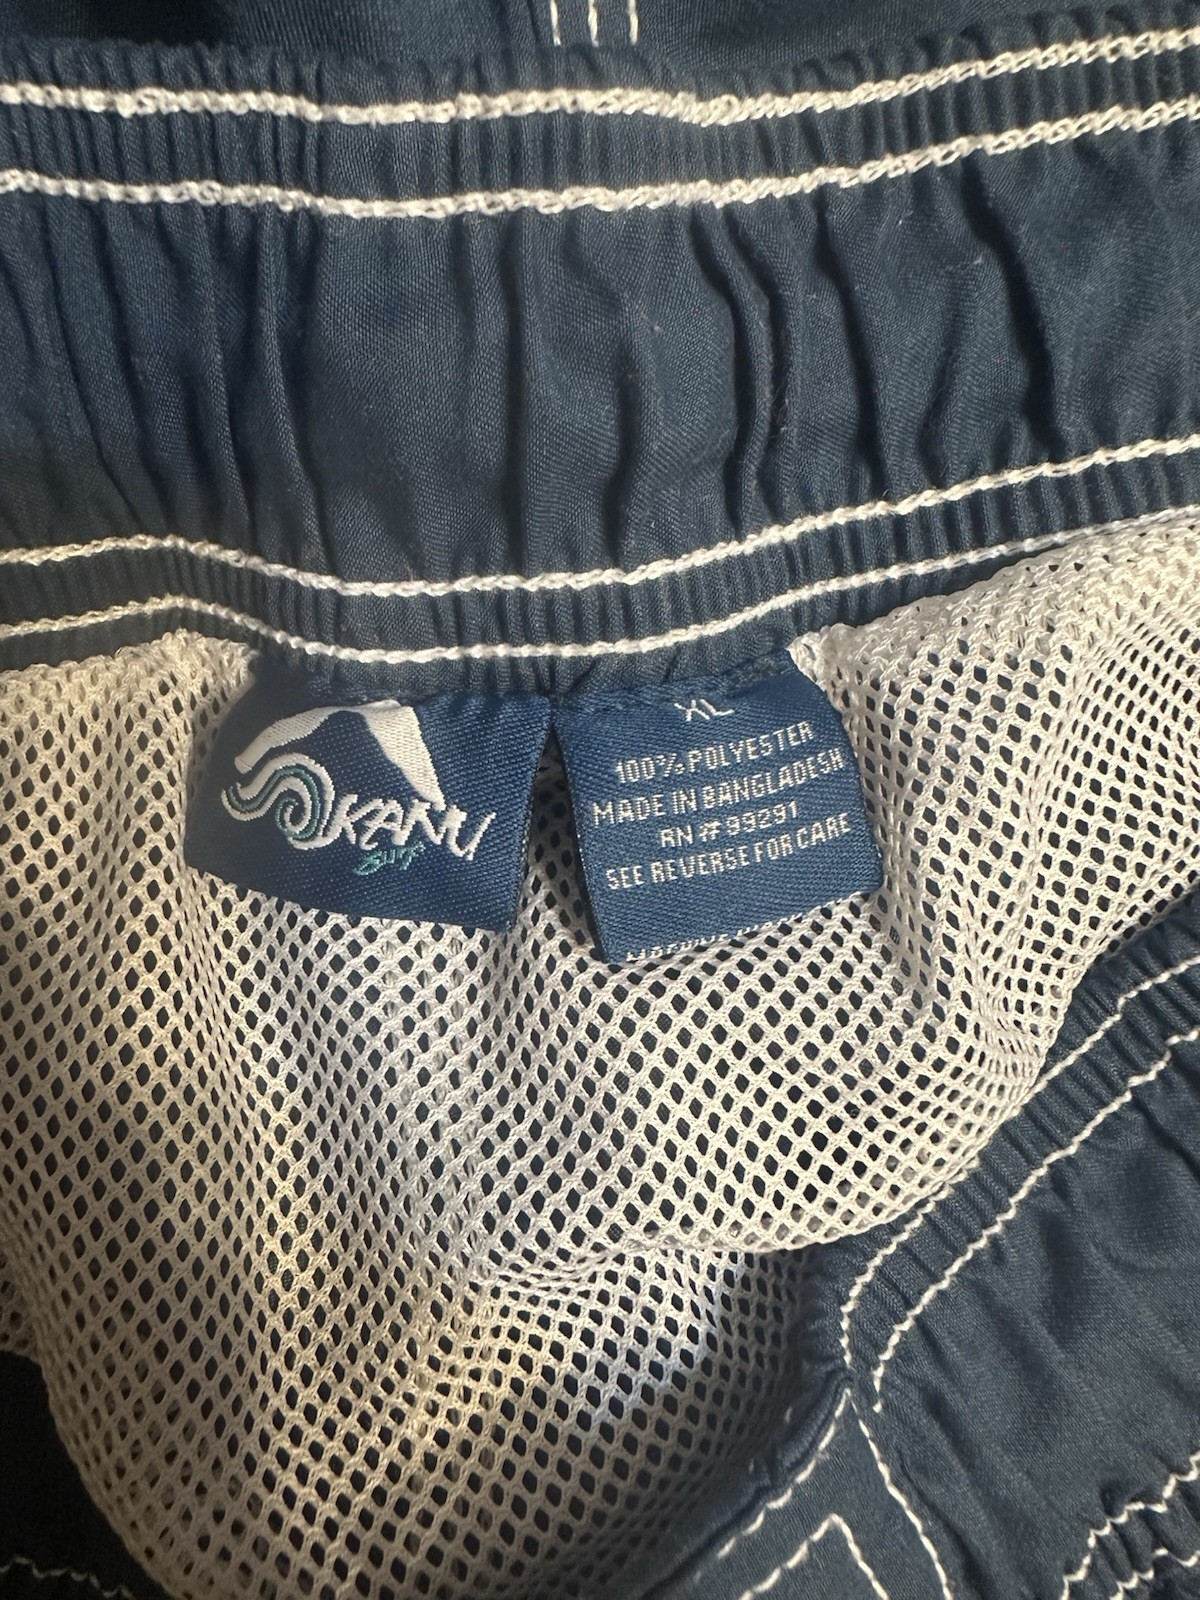 KANU
Surf
XL
100% POLYESTER
MADE IN BANGLADESH
RN # 99291
SEE REVERSE FOR CARE